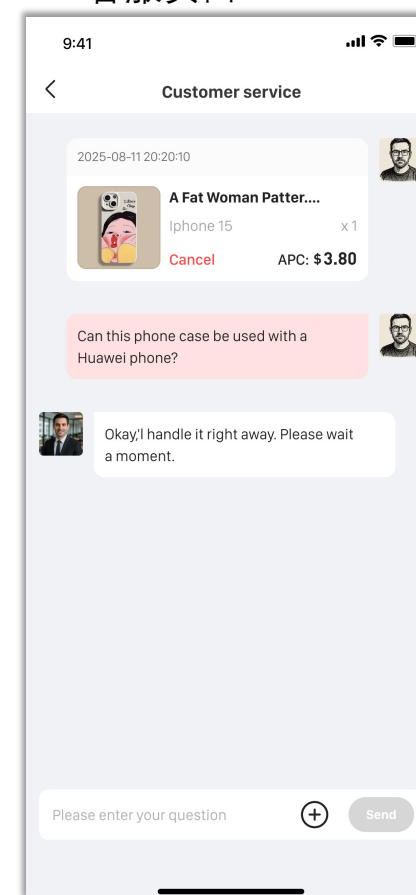 9:41
Customer service
2025-08-11 20:20:10
A Fat Woman Patter....
Iphone 15
x 1
Cancel
APC: $3.80
Can this phone case be used with a
Huawei phone?
Okay,'l handle it right away. Please wait
a moment.
Please enter your question
Send